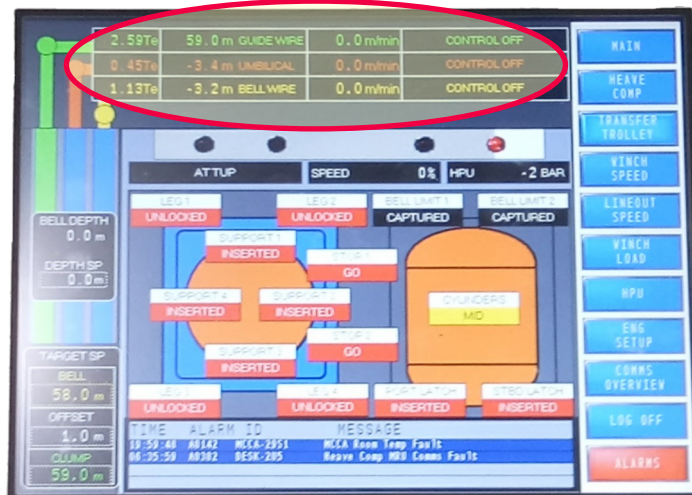 2.59Te 59.0 m GUIDE WIRE 0.0 m/min CONTROL OFF
0.45Te -3.4 m UMBILICAL 0.0 m/min CONTROL OFF
1.13Te -3.2 m BELL WIRE 0.0 m/min CONTROL OFF
MAIN
HEAVE COMP
TRANSFER TROLLEY
WINCH SPEED
LINEOUT SPEED
WINCH LOAD
HPU
ENG SETUP
COMMS OVERVIEW
LOG OFF
ALARMS
AT TUP SPEED 0% HPU -2 BAR
LEG 1 LEG 2 BELL LIMIT 1 BELL LIMIT 2
UNLOCKED UNLOCKED CAPTURED CAPTURED
BELL DEPTH
0.0 m
DEPTH SP
0.0 m
SUPPORT 1
INSERTED
STOP 1
GO
SUPPORT 4 SUPPORT
INSERTED INSERTED
CYLINDERS
MID
STOP 2
GO
SUPPORT 3
INSERTED
LEG 3 LEG 4 PORT LATCH STBD LATCH
UNLOCKED UNLOCKED INSERTED INSERTED
TARGET SP
BELL
58.0 m
OFFSET
1.0 m
CLUMP
59.0 m
TIME ALARM ID MESSAGE
A0142 MCCA-2951 MCCA Room Temp Fault
06:35:59 A0302 DESK-205 Heave Comp MRU Comms Fault